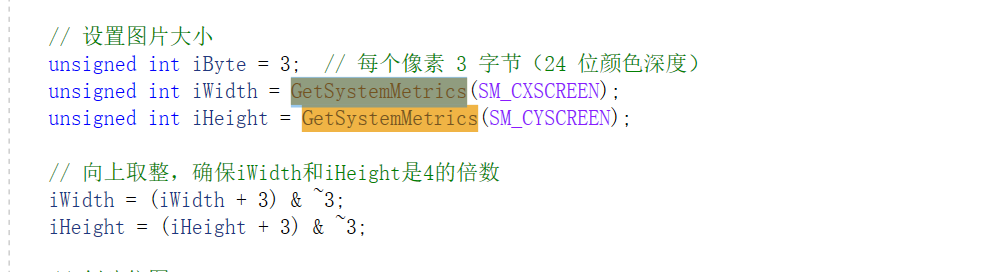 // 设置图片大小
unsigned int iByte = 3;  // 每个像素 3 字节（24 位颜色深度）
unsigned int iWidth = GetSystemMetrics(SM_CXSCREEN);
unsigned int iHeight = GetSystemMetrics(SM_CYSCREEN);
// 向上取整，确保iWidth和iHeight是4的倍数
iWidth = (iWidth + 3) & ~3;
iHeight = (iHeight + 3) & ~3;